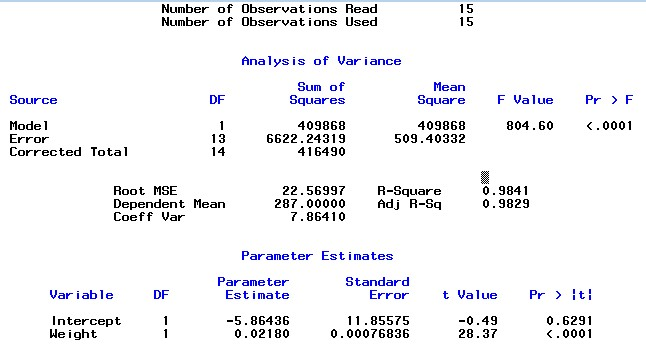 Number of Observations Read 15
Number of Observations Used 15
Analysis of Variance
Sum of Mean
Source DF Squares Square F Value Pr > F
Model 1 409868 409868 804.60 <.0001
Error 13 6622.24319 509.40332
Corrected Total 14 416490
Root MSE 22.56997 R-Square 0.9841
Dependent Mean 287.00000 Adj R-Sq 0.9829
Coeff Var 7.86410
Parameter Estimates
Parameter Standard
Variable DF Estimate Error t Value Pr > |t|
Intercept 1 -5.86436 11.85575 -0.49 0.6291
Weight 1 0.02180 0.00076836 28.37 <.0001